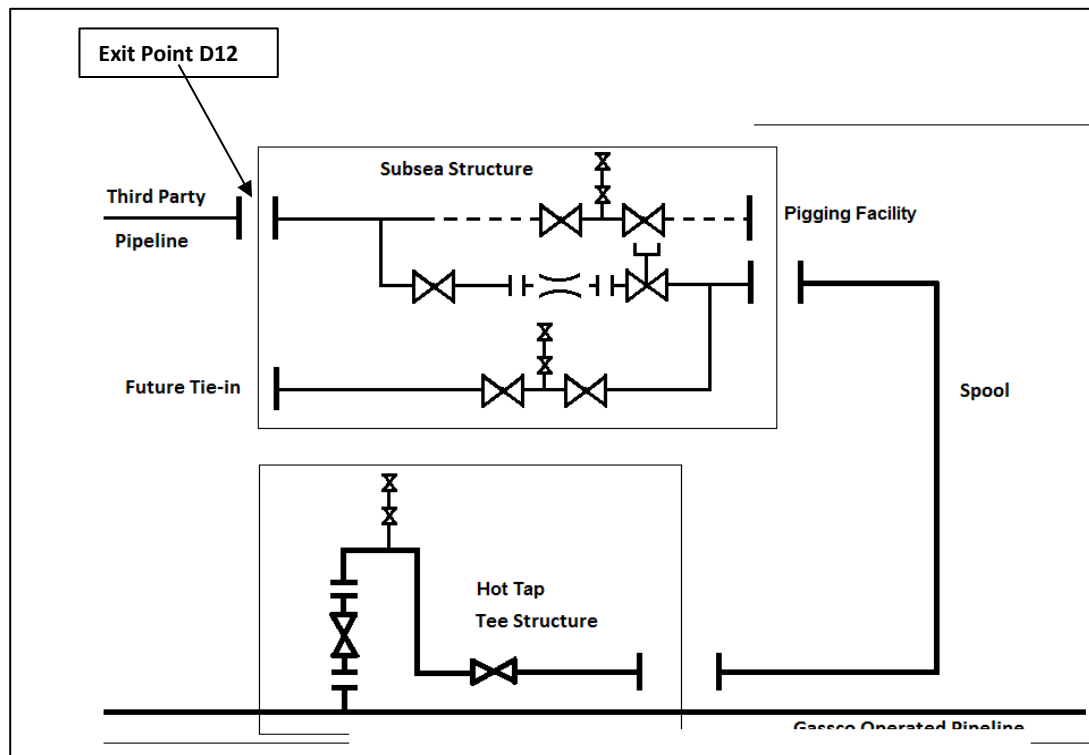 Exit Point D12
Subsea Structure
Third Party
Pipeline
Pigging Facility
Future Tie-in
Spool
Hot Tap
Tee Structure
Gassco Operated Pipeline